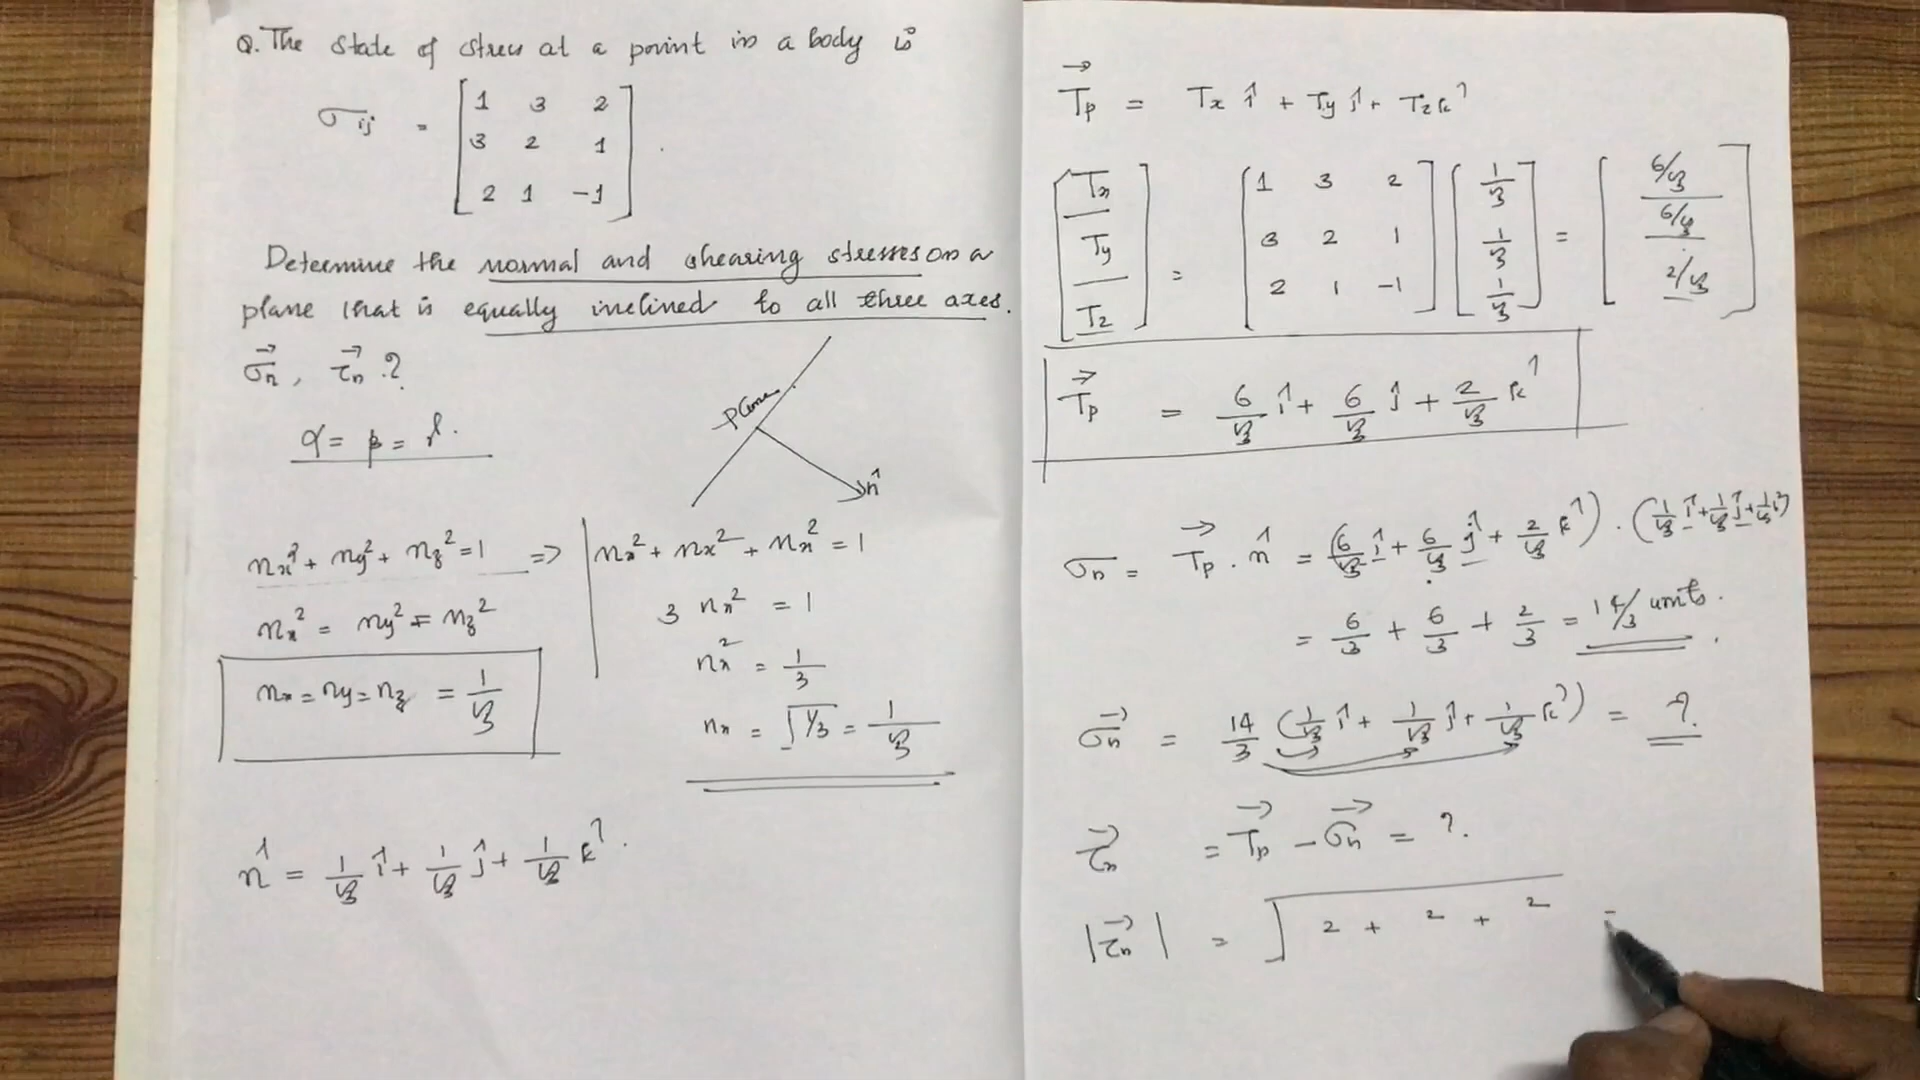 Q. The state of stress at a point in a body is
σij = [1 3 2
3 2 1
2 1 -1] .
Determine the normal and shearing stresses on a
plane that is equally inclined to all three axes.
σn⃗ , τn⃗ ?
α = β = γ .
plane
n̂
nx² + ny² + nz² = 1 =>
nx² = ny² = nz²
nx = ny = nz = 1/√3
nx² + nx² + nx² = 1
3 nx² = 1
nx² = 1/3
nx = √1/3 = 1/√3
n̂ = 1/√3 î + 1/√3 ĵ + 1/√3 k̂ .
Tp⃗ = Tx î + Ty ĵ + Tz k̂
[Tx Ty Tz] = [1 3 2
3 2 1
2 1 -1] [1/√3 1/√3 1/√3] = [6/√3 6/√3 2/√3]
Tp⃗ = 6/√3 î + 6/√3 ĵ + 2/√3 k̂
σn = Tp⃗ . n̂ = (6/√3 î + 6/√3 ĵ + 2/√3 k̂) . (1/√3 î + 1/√3 ĵ + 1/√3 k̂)
= 6/3 + 6/3 + 2/3 = 14/3 units .
σn⃗ = 14/3 (1/√3 î + 1/√3 ĵ + 1/√3 k̂) = ?
τn⃗ = Tp⃗ - σn⃗ = ?.
|τn⃗| = √ ² + ² + ²